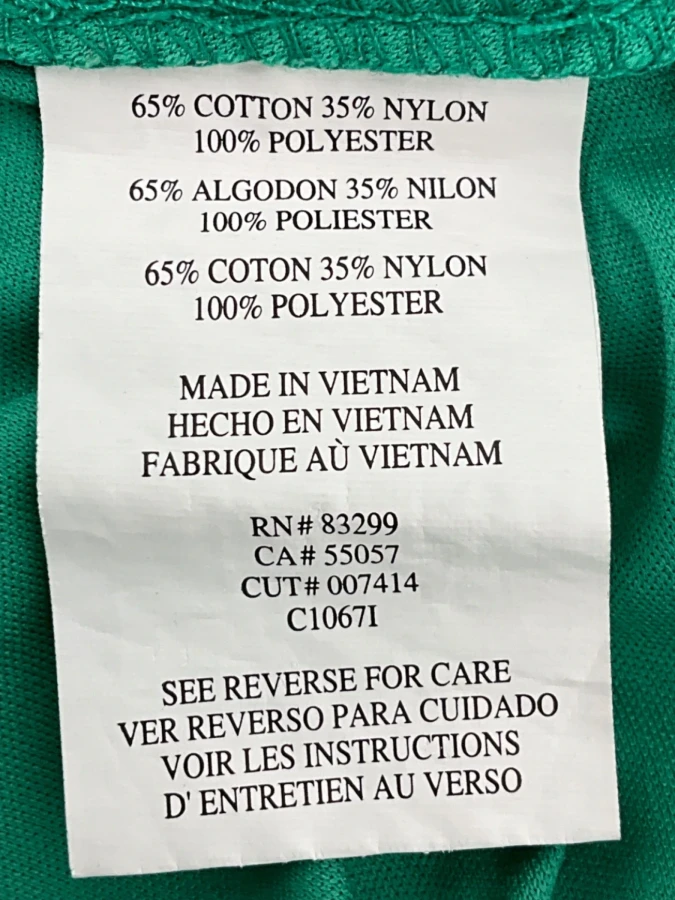 65% COTTON 35% NYLON
100% POLYESTER
65% ALGODON 35% NILON
100% POLIESTER
65% COTON 35% NYLON
100% POLYESTER
MADE IN VIETNAM
HECHO EN VIETNAM
FABRIQUE AÙ VIETNAM
RN# 83299
CA# 55057
CUT# 007414
C1067I
SEE REVERSE FOR CARE
VER REVERSO PARA CUIDADO
VOIR LES INSTRUCTIONS
D' ENTRETIEN AU VERSO